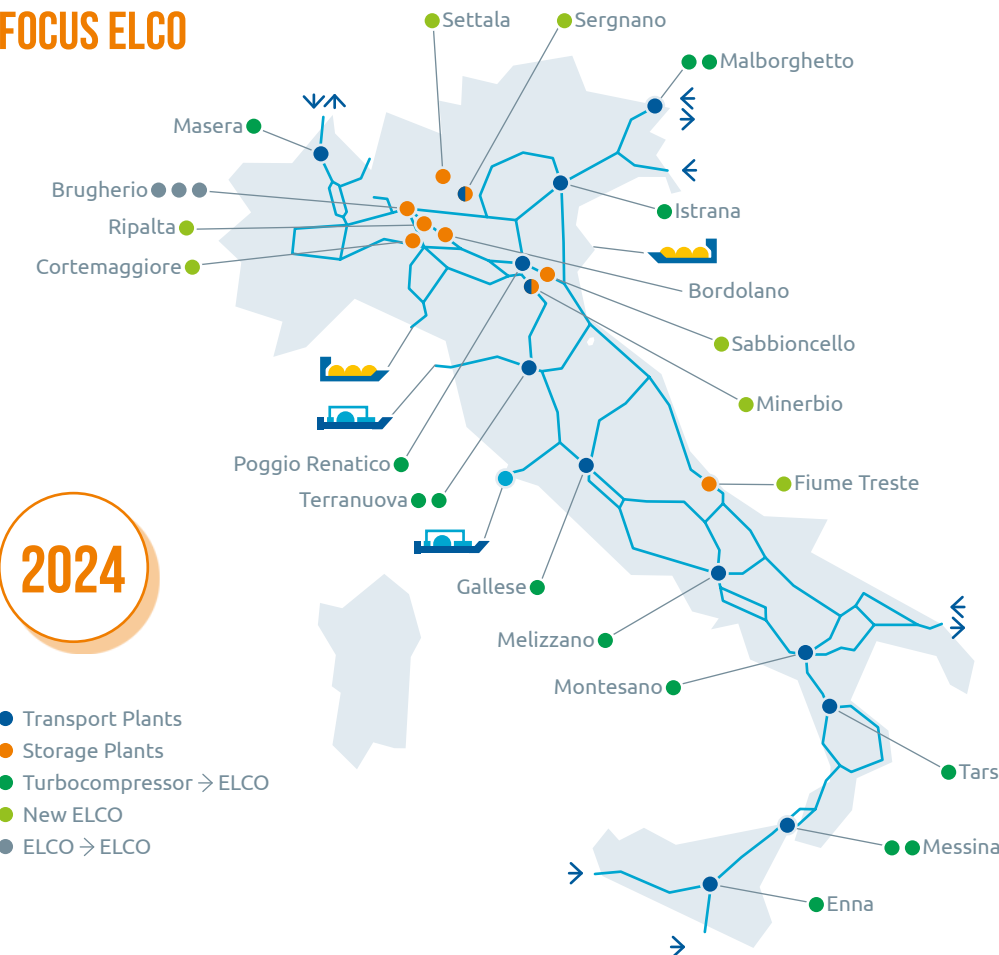 FOCUS ELCO
Settala
Sergnano
Malborghetto
Masera
Brugherio
Istrana
Ripalta
Cortemaggiore
Bordolano
Sabbioncello
Minerbio
Poggio Renatico
Fiume Treste
Terranuova
2024
Gallese
Melizzano
Montesano
Transport Plants
Storage Plants
Turbocompressor → ELCO
Tars
New ELCO
ELCO → ELCO
Messina
Enna